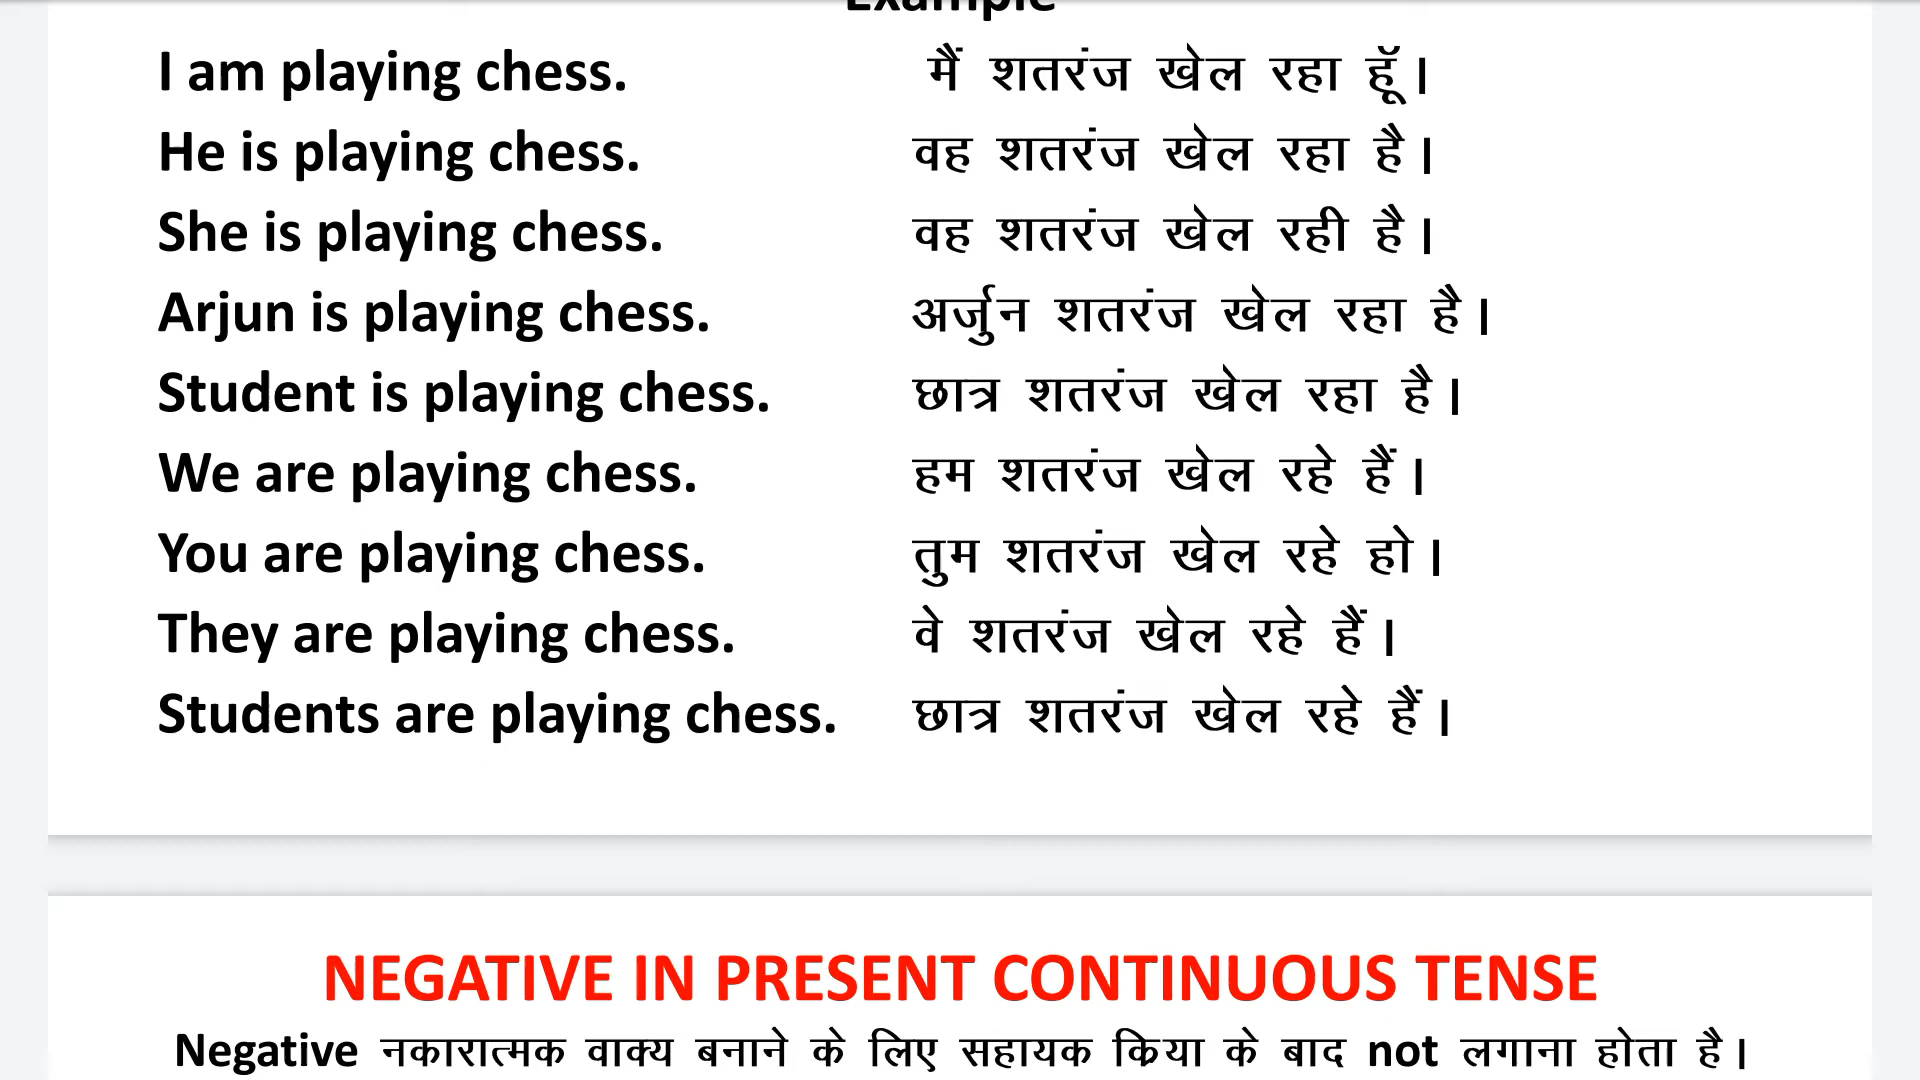 Example
I am playing chess. मैं शतरंज खेल रहा हूॅ।
He is playing chess. वह शतरंज खेल रहा है।
She is playing chess. वह शतरंज खेल रही है।
Arjun is playing chess. अर्जुन शतरंज खेल रहा है।
Student is playing chess. छात्र शतरंज खेल रहा है।
We are playing chess. हम शतरंज खेल रहे हैं।
You are playing chess. तुम शतरंज खेल रहे हो।
They are playing chess. वे शतरंज खेल रहे हैं।
Students are playing chess. छात्र शतरंज खेल रहे हैं।
NEGATIVE IN PRESENT CONTINUOUS TENSE
Negative नकारात्मक वाक्य बनाने के लिए सहायक किया के बाद not लगाना होता है।